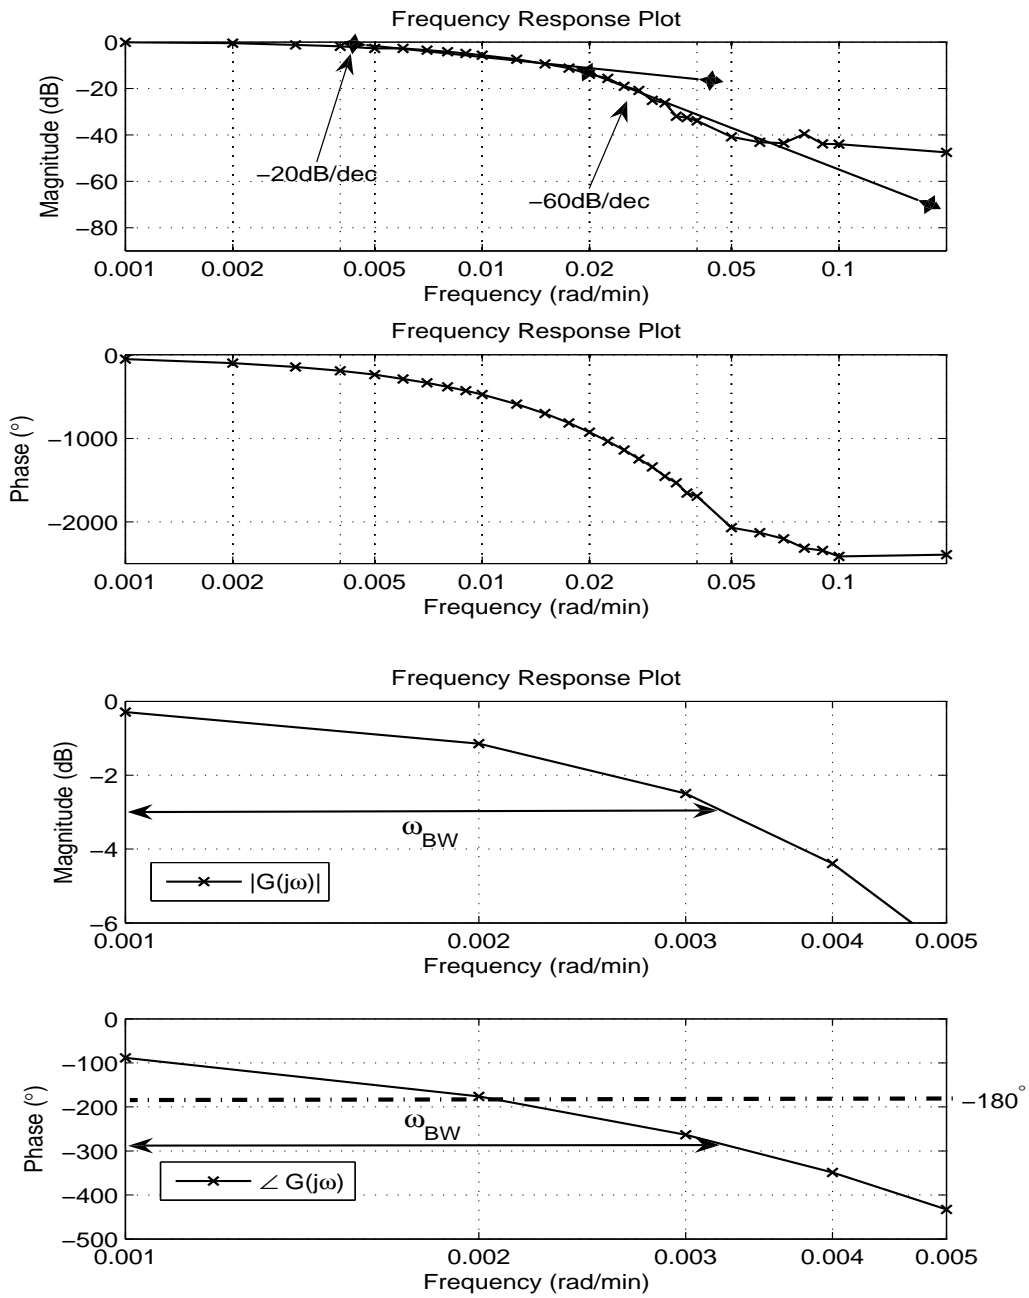 Frequency Response Plot
Magnitude (dB)
0
−20
−40
−60
−80
−20dB/dec
−60dB/dec
0.001 0.002 0.005 0.01 0.02 0.05 0.1
Frequency (rad/min)
Frequency Response Plot
Phase (°)
0
−1000
−2000
0.001 0.002 0.005 0.01 0.02 0.05 0.1
Frequency (rad/min)
Frequency Response Plot
Magnitude (dB)
0
−2
−4
−6
ωBW
|G(jω)|
0.001 0.002 0.003 0.004 0.005
Frequency (rad/min)
Phase (°)
0
−100
−200
−300
−400
−500
−180°
ωBW
∠ G(jω)
0.001 0.002 0.003 0.004 0.005
Frequency (rad/min)